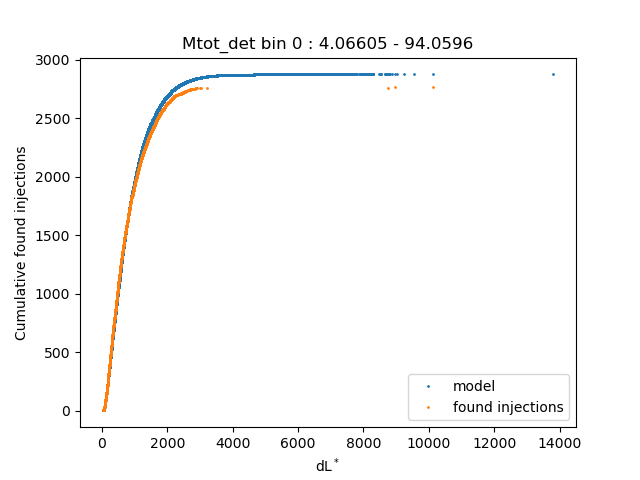 Mtot_det bin 0 : 4.06605 - 94.0596
3000
2500
2000
1500
1000
500
0
Cumulative found injections
model
found injections
0 2000 4000 6000 8000 10000 12000 14000
dL*